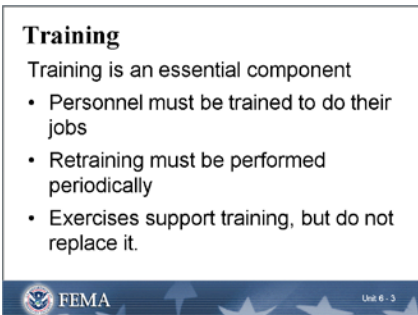 Training
Training is an essential component
• Personnel must be trained to do their
jobs
• Retraining must be performed
periodically
• Exercises support training, but do not
replace it.
FEMA
Unit 6 - 3